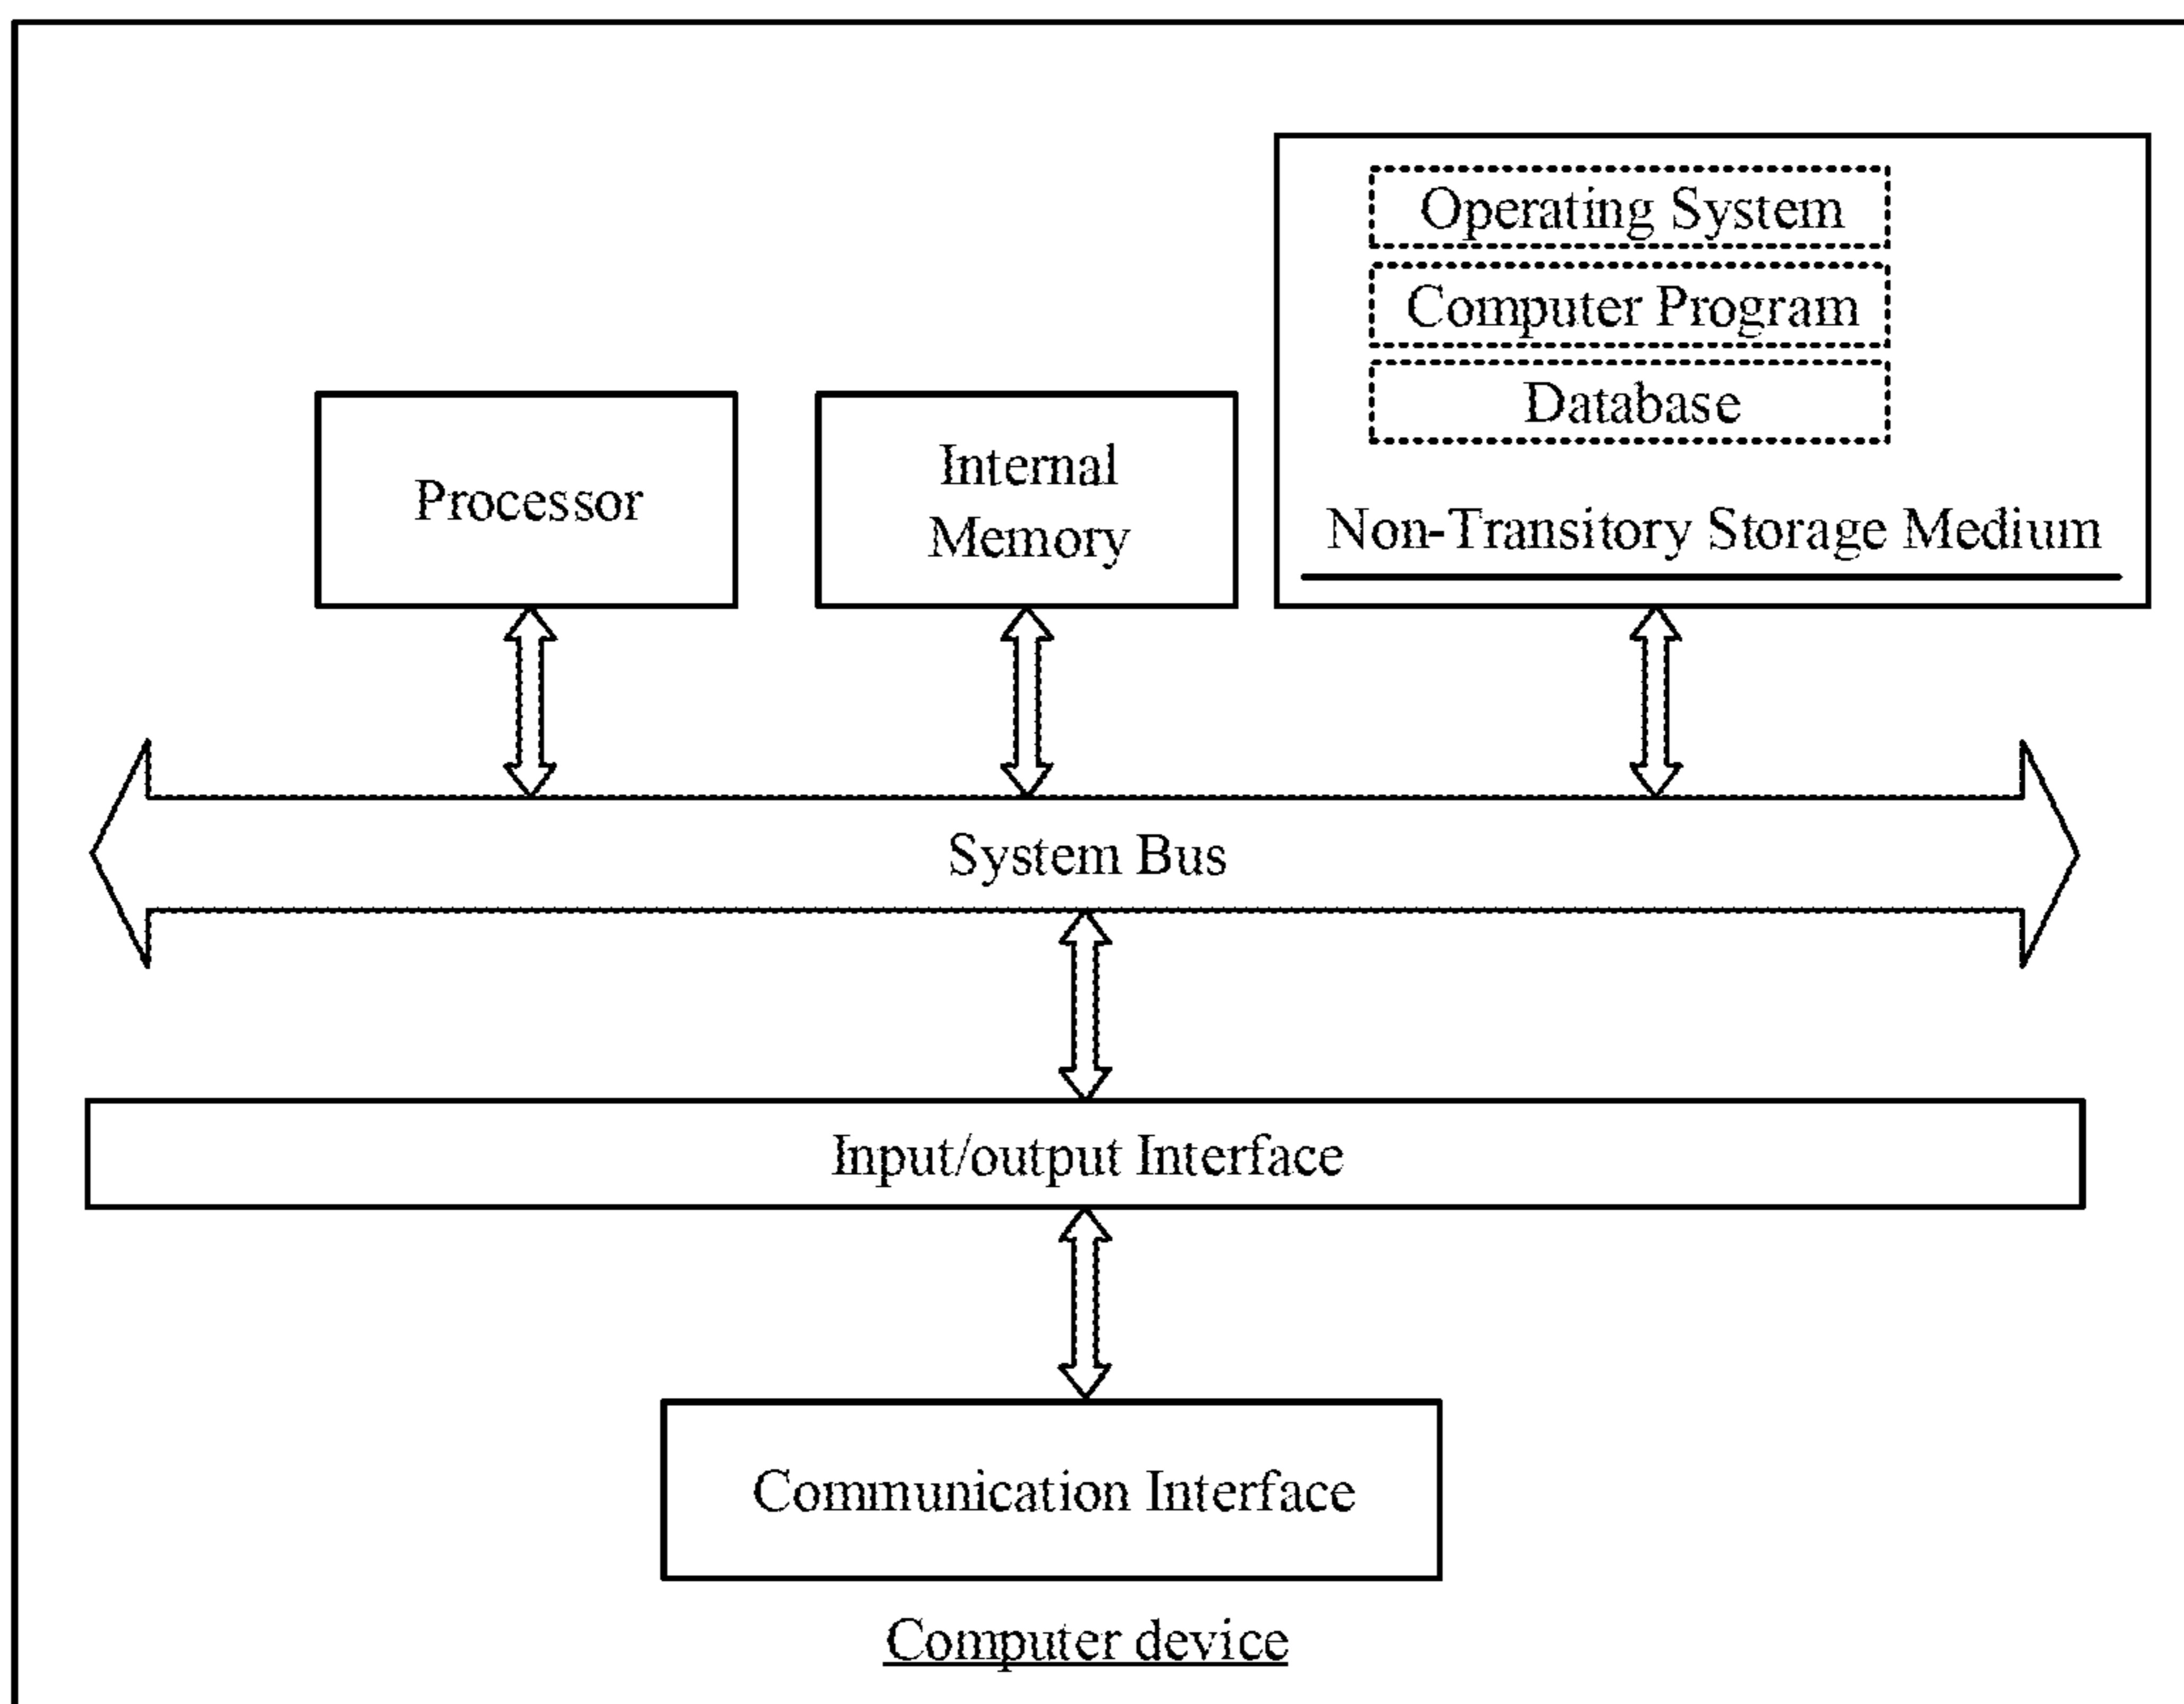 Operating System
Computer Program
Database
Processor
Internal
Memory
Non-Transitory Storage Medium
System Bus
Input/output Interface
Communication Interface
Computer device